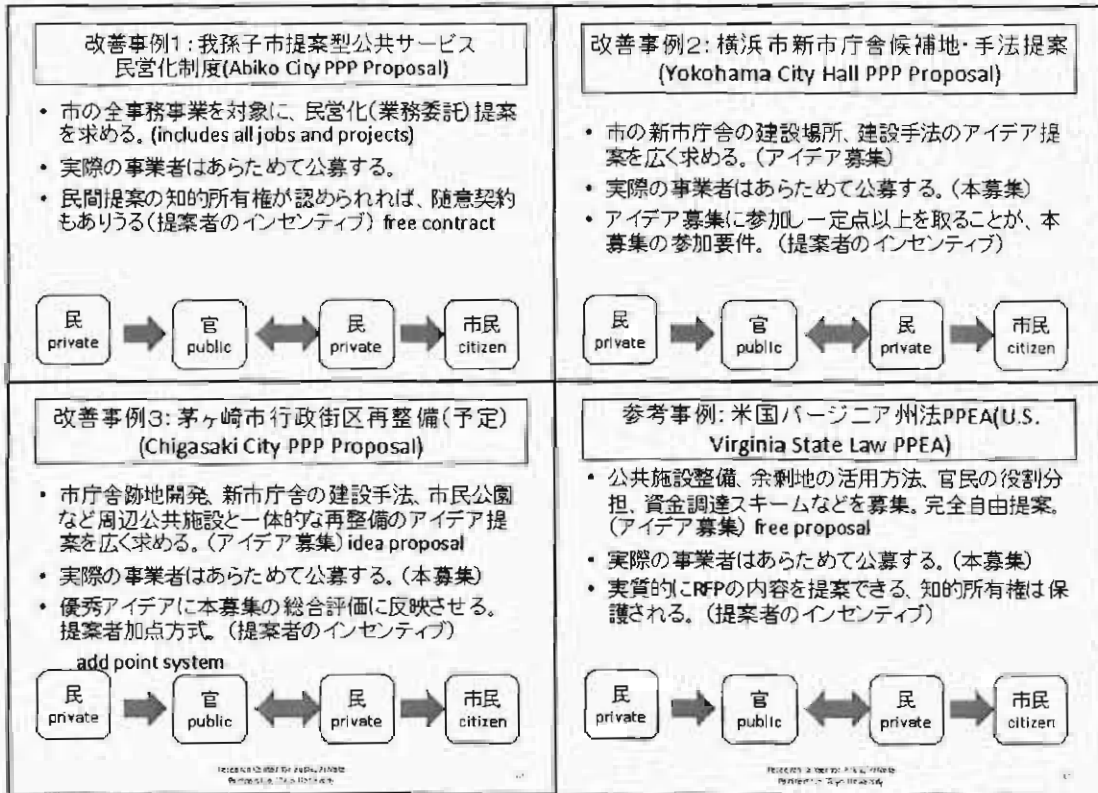 改善事例1：我孫子市提案型公共サービス
民営化制度(Abiko City PPP Proposal)
• 市の全事務事業を対象に、民営化(業務委託)提案
を求める。(includes all jobs and projects)
• 実際の事業者はあらためて公募する。
• 民間提案の知的所有権が認められれば、随意契約
もありうる(提案者のインセンティブ) free contract
民
private
官
public
民
private
市民
citizen
改善事例2：横浜市新市庁舎候補地・手法提案
(Yokohama City Hall PPP Proposal)
• 市の新市庁舎の建設場所、建設手法のアイデア提
案を広く求める。(アイデア募集)
• 実際の事業者はあらためて公募する。(本募集)
• アイデア募集に参加し一定点以上を取ることが、本
募集の参加要件。(提案者のインセンティブ)
民
private
官
public
民
private
市民
citizen
改善事例3：茅ヶ崎市行政街区再整備(予定)
(Chigasaki City PPP Proposal)
• 市庁舎跡地開発、新市庁舎の建設手法、市民公園
など周辺公共施設と一体的な再整備のアイデア提
案を広く求める。(アイデア募集) idea proposal
• 実際の事業者はあらためて公募する。(本募集)
• 優秀アイデアに本募集の総合評価に反映させる。
提案者加点方式。(提案者のインセンティブ)
add point system
民
private
官
public
民
private
市民
citizen
参考事例：米国バージニア州法PPEA(U.S.
Virginia State Law PPEA)
• 公共施設整備、余剰地の活用方法、官民の役割分
担、資金調達スキームなどを募集。完全自由提案。
(アイデア募集) free proposal
• 実際の事業者はあらためて公募する。(本募集)
• 実質的にRFPの内容を提案できる、知的所有権は保
護される。(提案者のインセンティブ)
民
private
官
public
民
private
市民
citizen